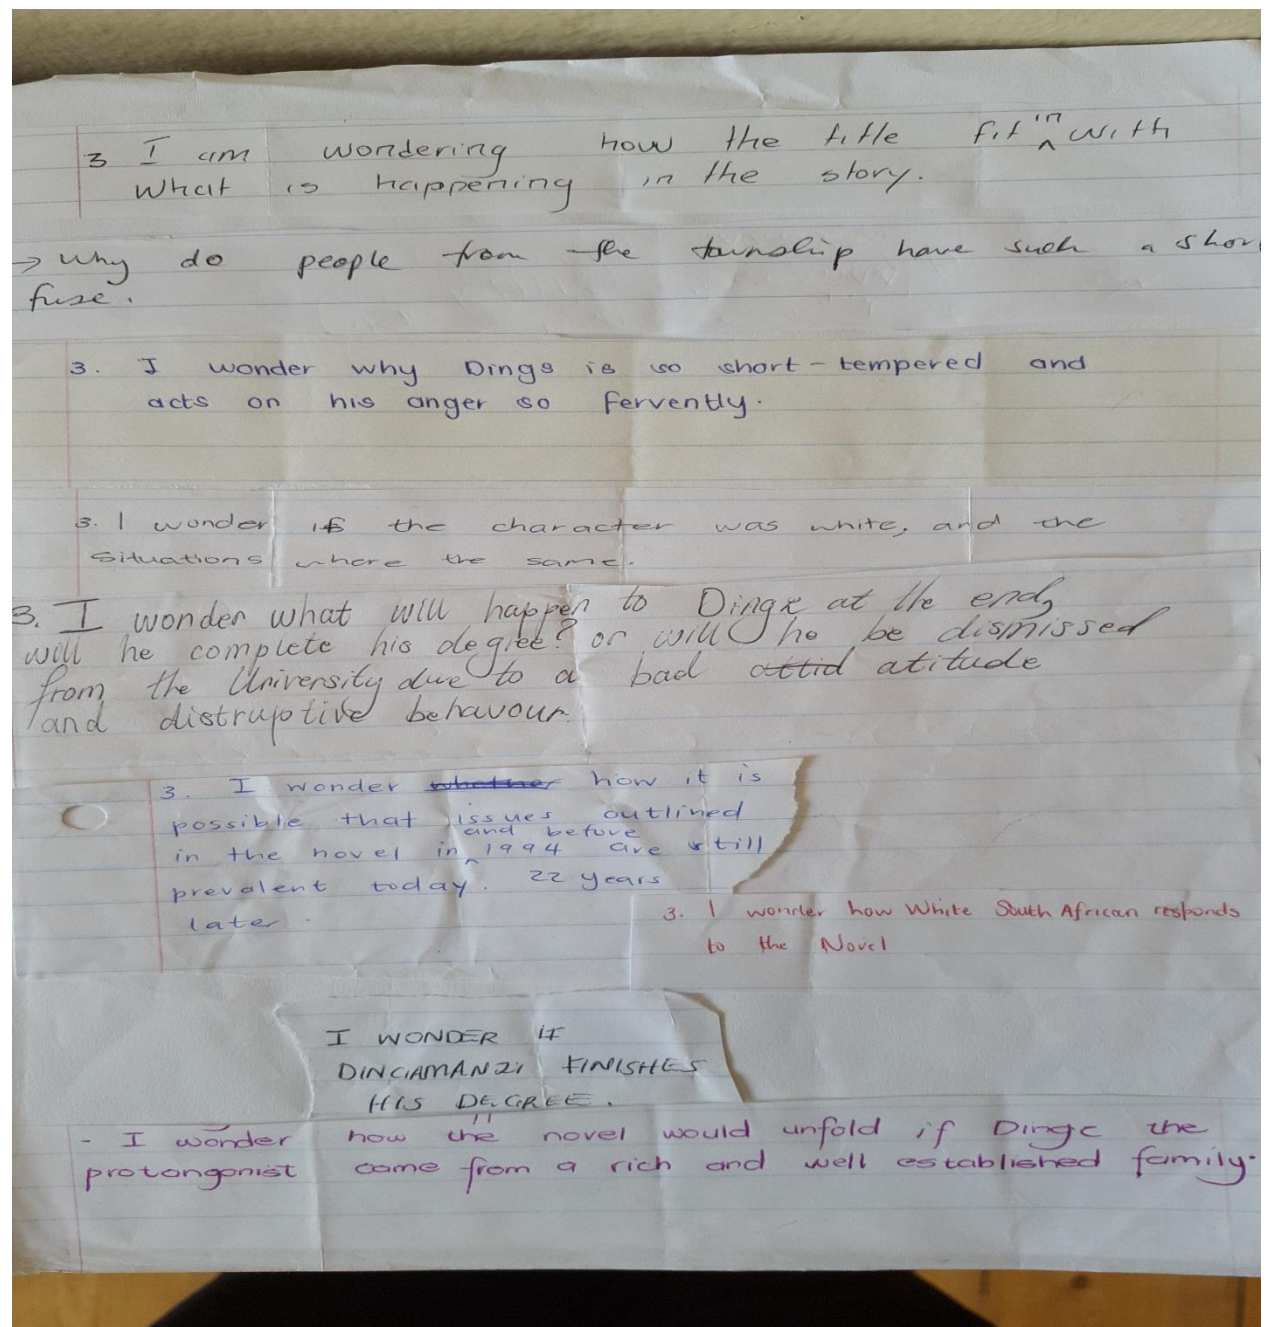 3 I am wondering how the title fit in with
what is happening in the story.
→ Why do people from the township have such a shor
fuse.
3. I wonder why Dings is so short-tempered and
acts on his anger so fervently.
3. I wonder if the character was white, and the
situations where the same.
3. I wonder what will happen to Dingz at the end,
will he complete his degree? or will he be dismissed
from the University due to a bad attid atitude
and distruptive behavour.
3. I wonder whether how it is
possible that issues outlined
and before
in the novel in 1994 are still
prevalent today. 22 years
later.
3. I wonder how White South African responds
to the Novel
I WONDER IF
DINGAMANZI FINISHES
HIS DEGREE.
- I wonder how the novel would unfold if Dingz the
protangonist came from a rich and well established family.